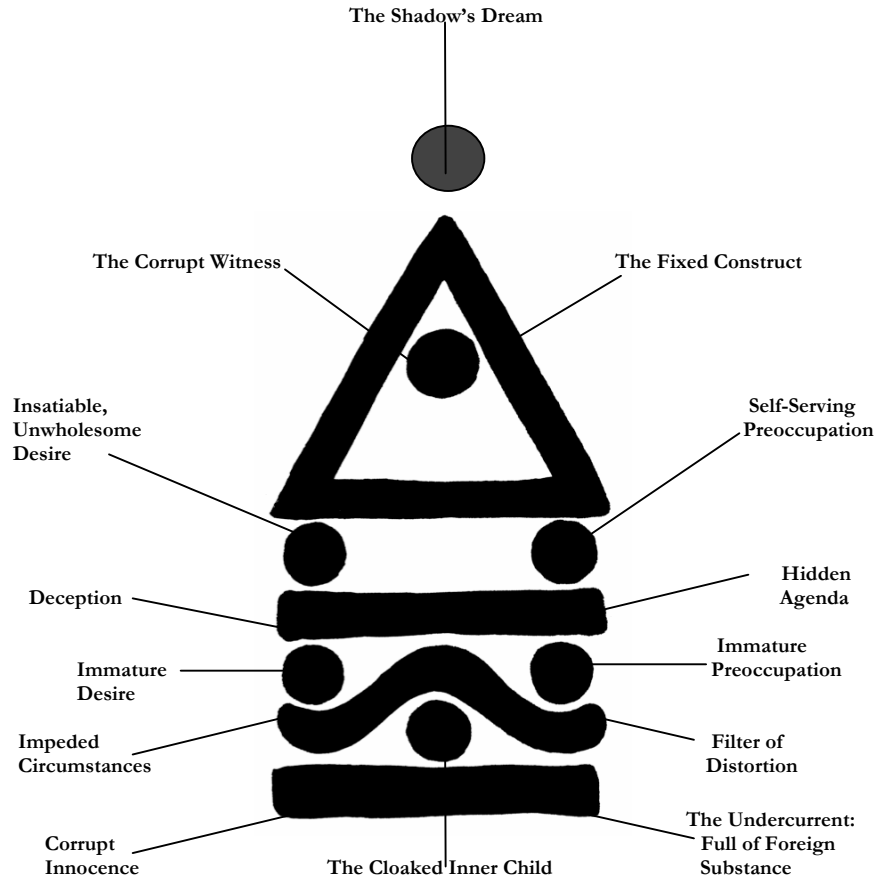 The Shadow's Dream
The Corrupt Witness
The Fixed Construct
Insatiable,
Unwholesome
Desire
Self-Serving
Preoccupation
Deception
Hidden
Agenda
Immature
Desire
Immature
Preoccupation
Impeded
Circumstances
Filter of
Distortion
Corrupt
Innocence
The Cloaked Inner Child
The Undercurrent:
Full of Foreign
Substance